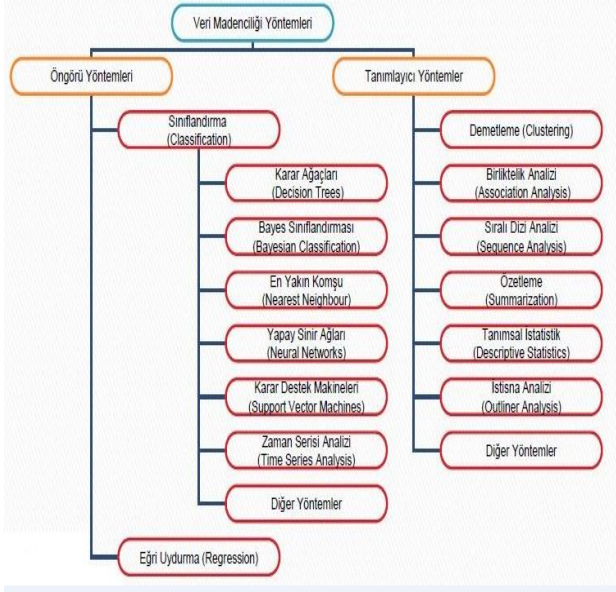 Veri Madenciliği Yöntemleri
Öngörü Yöntemleri
Sınıflandırma
(Classification)
Karar Ağaçları
(Decision Trees)
Bayes Sınıflandırması
(Bayesian Classification)
En Yakın Komşu
(Nearest Neighbour)
Yapay Sinir Ağları
(Neural Networks)
Karar Destek Makineleri
(Support Vector Machines)
Zaman Serisi Analizi
(Time Series Analysis)
Diğer Yöntemler
Eğri Uydurma (Regression)
Tanımlayıcı Yöntemler
Demetleme (Clustering)
Birliktelik Analizi
(Association Analysis)
Sıralı Dizi Analizi
(Sequence Analysis)
Özetleme
(Summarization)
Tanımsal İstatistik
(Descriptive Statistics)
İstisna Analizi
(Outliner Analysis)
Diğer Yöntemler